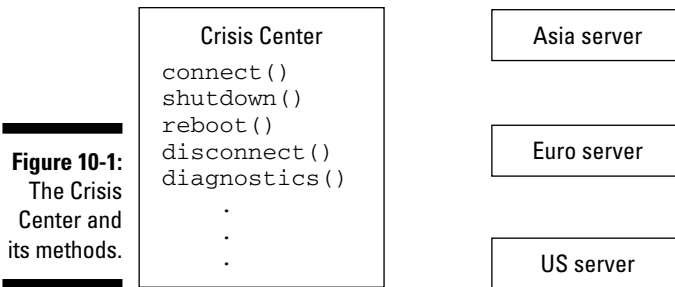 Crisis Center
connect()
shutdown()
reboot()
disconnect()
diagnostics()
.
.
.
Asia server
Euro server
US server
Figure 10-1:
The Crisis
Center and
its methods.